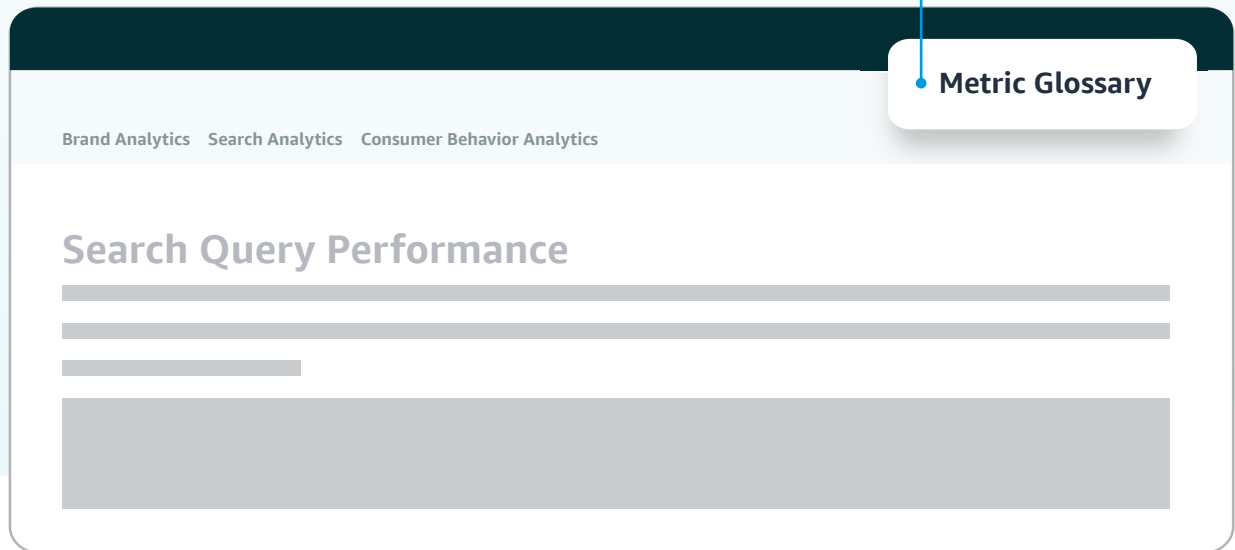 Metric Glossary
Brand Analytics Search Analytics Consumer Behavior Analytics
Search Query Performance